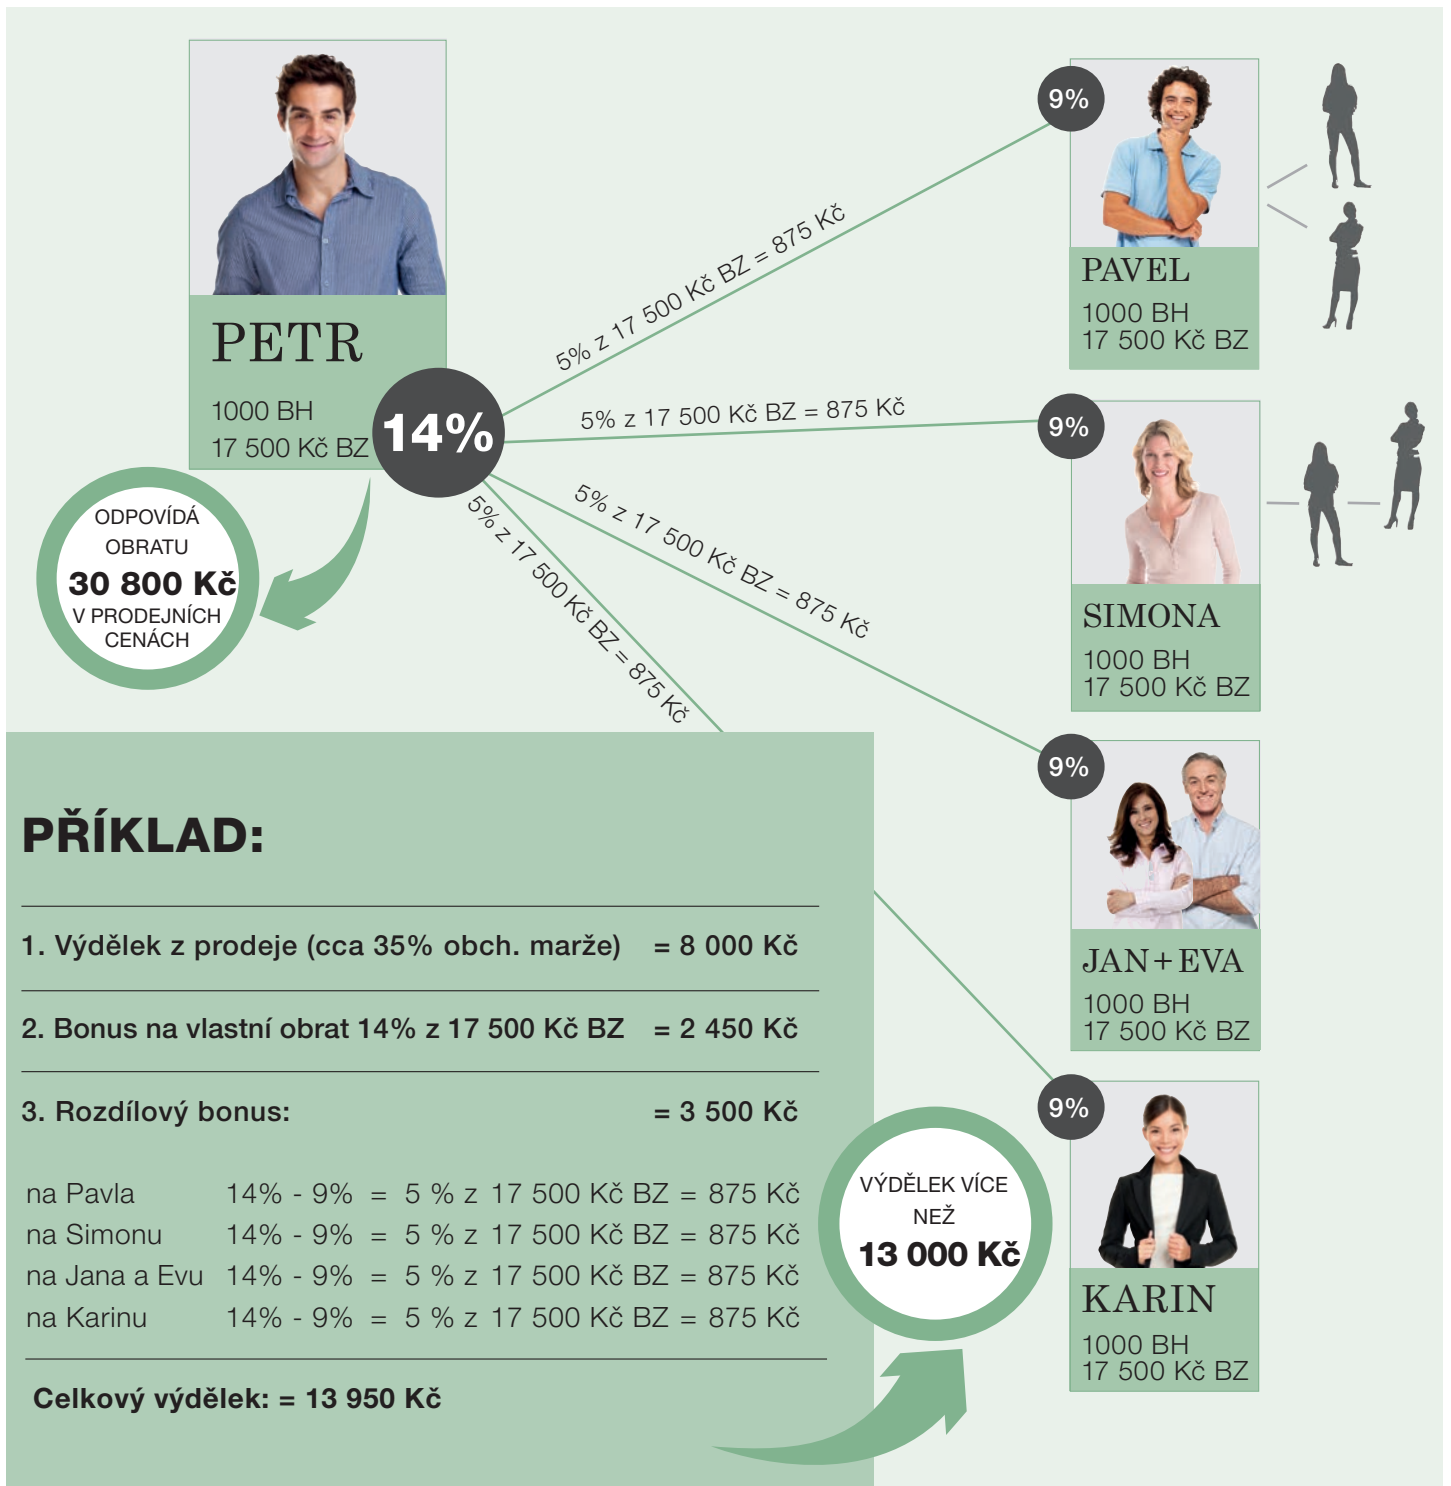 PETR
1000 BH
17 500 Kč BZ
14%
ODPOVÍDÁ
OBRATU
30 800 Kč
V PRODEJNÍCH
CENÁCH
5% z 17 500 Kč BZ = 875 Kč
5% z 17 500 Kč BZ = 875 Kč
5% z 17 500 Kč BZ = 875 Kč
5% z 17 500 Kč BZ = 875 Kč
9%
PAVEL
1000 BH
17 500 Kč BZ
9%
SIMONA
1000 BH
17 500 Kč BZ
9%
JAN+EVA
1000 BH
17 500 Kč BZ
9%
KARIN
1000 BH
17 500 Kč BZ
PŘÍKLAD:
1. Výdělek z prodeje (cca 35% obch. marže) = 8 000 Kč
2. Bonus na vlastní obrat 14% z 17 500 Kč BZ = 2 450 Kč
3. Rozdílový bonus: = 3 500 Kč
na Pavla 14% - 9% = 5 % z 17 500 Kč BZ = 875 Kč
na Simonu 14% - 9% = 5 % z 17 500 Kč BZ = 875 Kč
na Jana a Evu 14% - 9% = 5 % z 17 500 Kč BZ = 875 Kč
na Karinu 14% - 9% = 5 % z 17 500 Kč BZ = 875 Kč
Celkový výdělek: = 13 950 Kč
VÝDĚLEK VÍCE
NEŽ
13 000 Kč